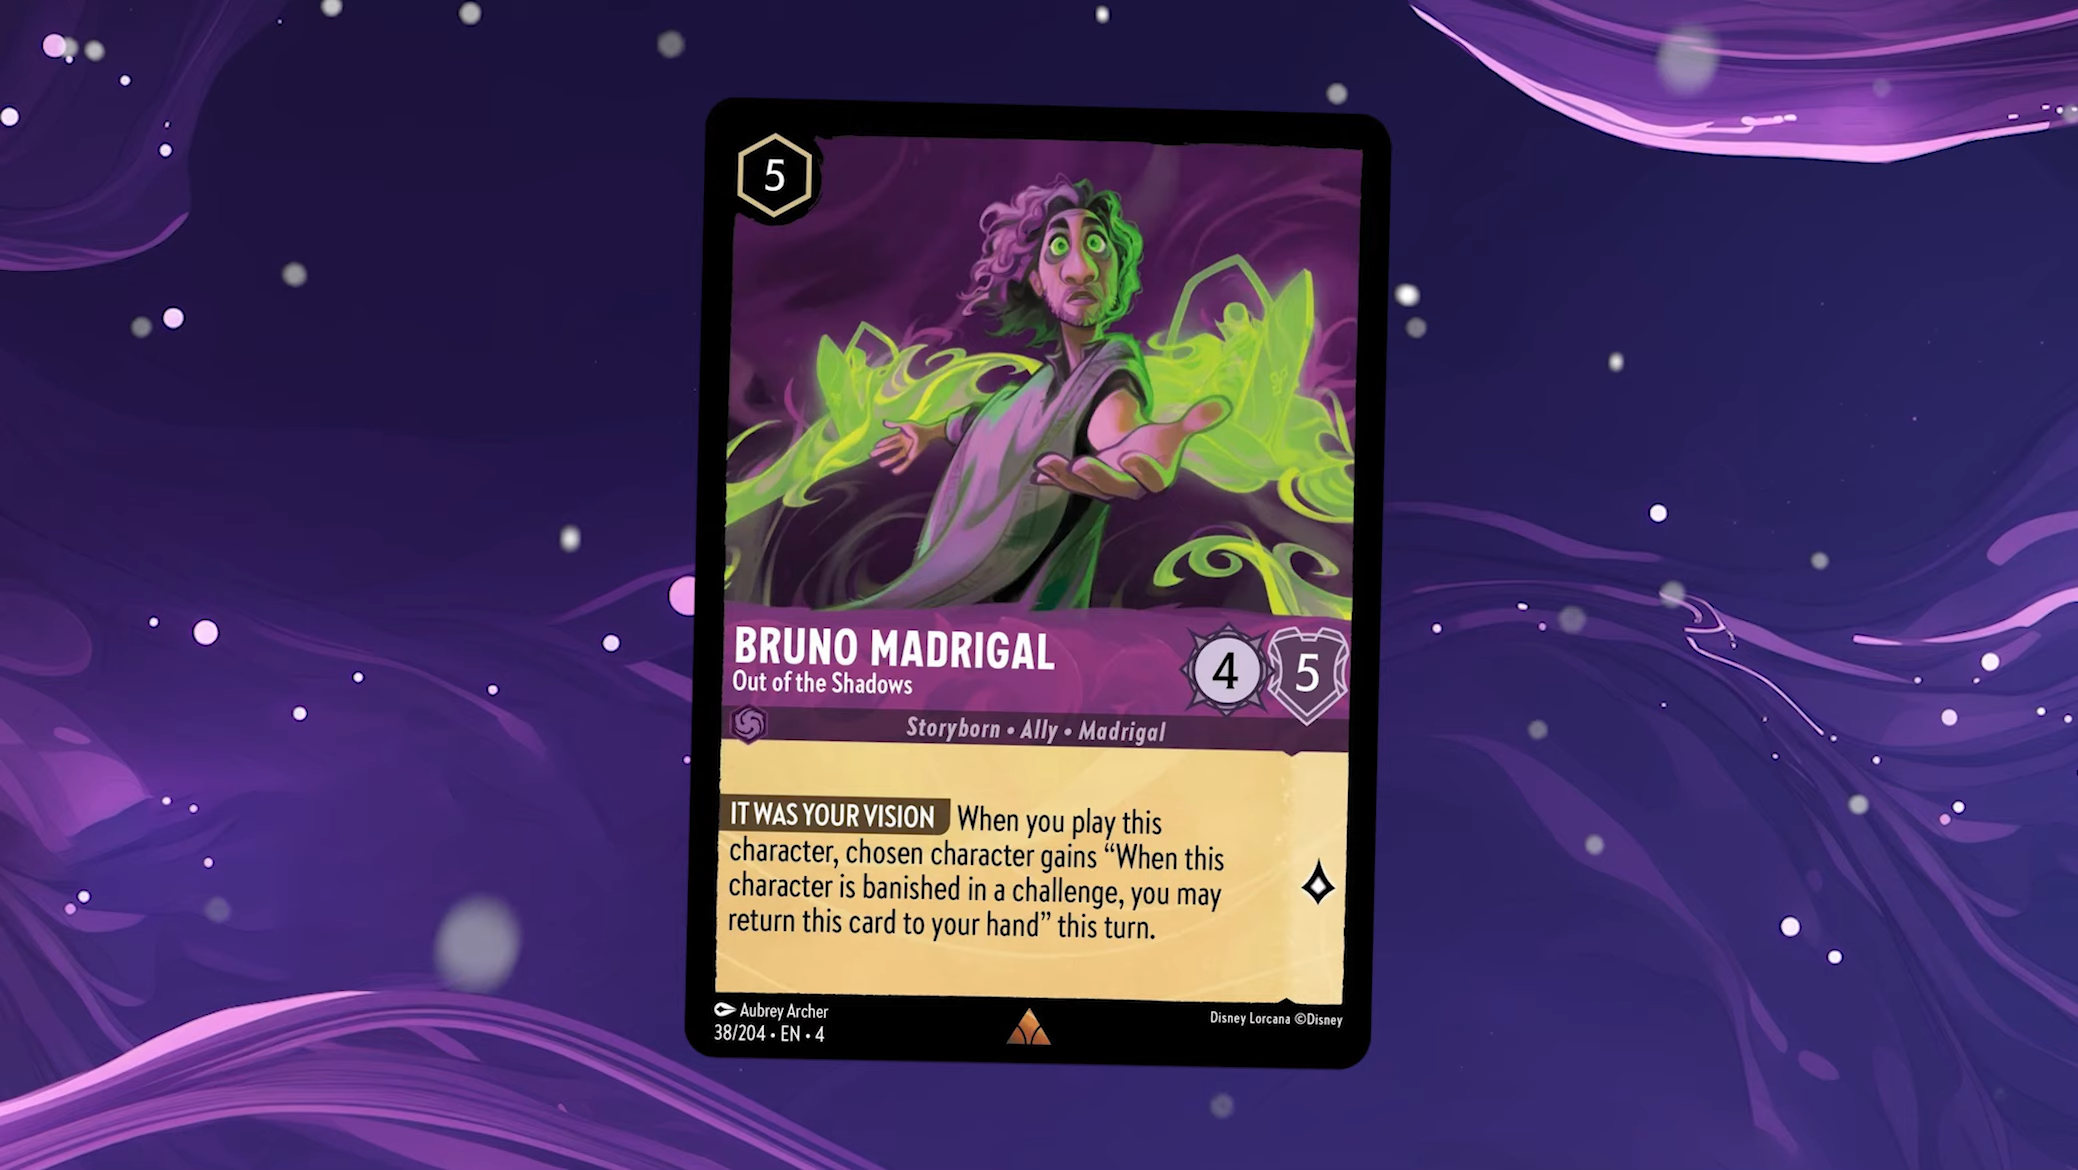 5
BRUNO MADRIGAL
Out of the Shadows
4
5
Storyborn • Ally • Madrigal
IT WAS YOUR VISION When you play this
character, chosen character gains “When this
character is banished in a challenge, you may
return this card to your hand” this turn.
Aubrey Archer
38/204 • EN • 4
Disney Lorcana ©Disney